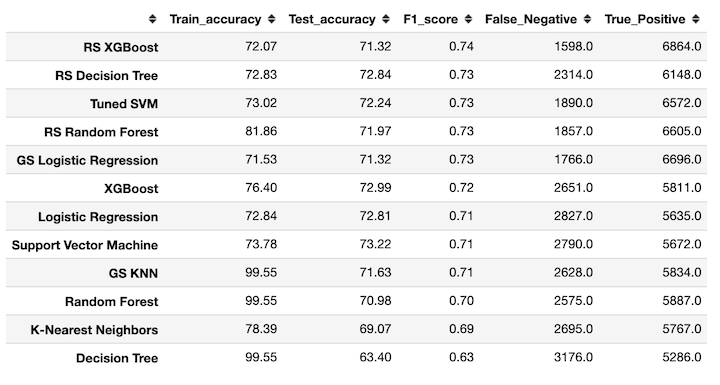 Train_accuracy Test_accuracy F1_score False_Negative True_Positive
RS XGBoost 72.07 71.32 0.74 1598.0 6864.0
RS Decision Tree 72.83 72.84 0.73 2314.0 6148.0
Tuned SVM 73.02 72.24 0.73 1890.0 6572.0
RS Random Forest 81.86 71.97 0.73 1857.0 6605.0
GS Logistic Regression 71.53 71.32 0.73 1766.0 6696.0
XGBoost 76.40 72.99 0.72 2651.0 5811.0
Logistic Regression 72.84 72.81 0.71 2827.0 5635.0
Support Vector Machine 73.78 73.22 0.71 2790.0 5672.0
GS KNN 99.55 71.63 0.71 2628.0 5834.0
Random Forest 99.55 70.98 0.70 2575.0 5887.0
K-Nearest Neighbors 78.39 69.07 0.69 2695.0 5767.0
Decision Tree 99.55 63.40 0.63 3176.0 5286.0